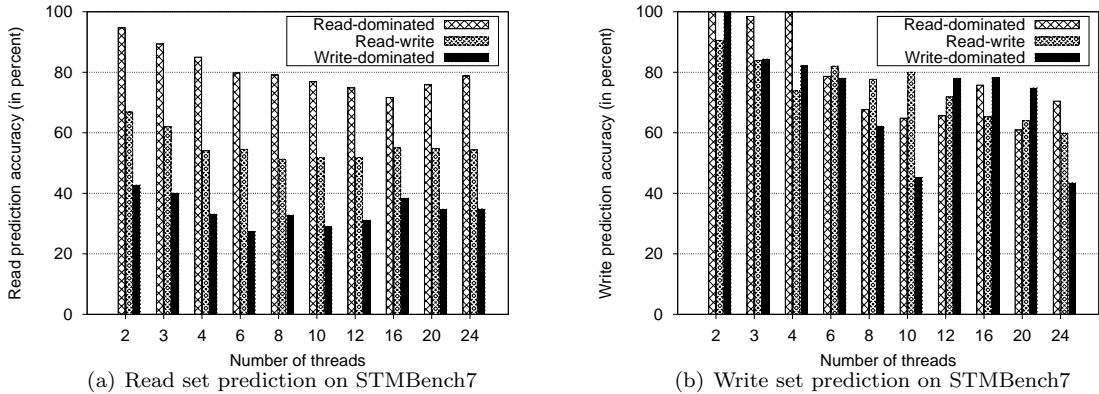 Read prediction accuracy (in percent)
100
80
60
40
20
0
Read-dominated
Read-write
Write-dominated
2 3 4 6 8 10 12 16 20 24
Number of threads
(a) Read set prediction on STMBench7
Write prediction accuracy (in percent)
100
80
60
40
20
0
Read-dominated
Read-write
Write-dominated
2 3 4 6 8 10 12 16 20 24
Number of threads
(b) Write set prediction on STMBench7